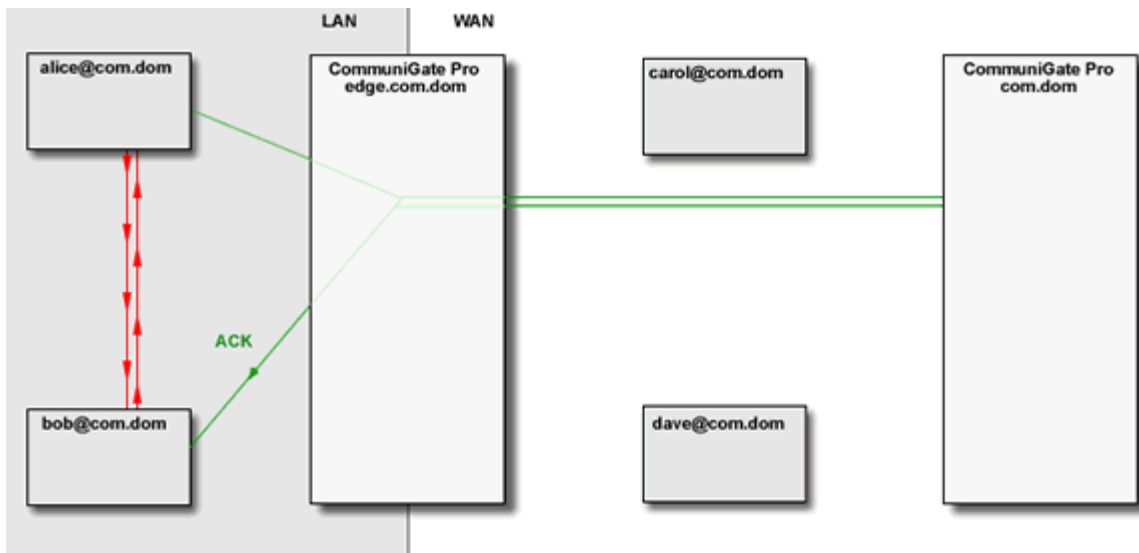 LAN
WAN
alice@com.dom
CommuniGate Pro
edge.com.dom
carol@com.dom
CommuniGate Pro
com.dom
ACK
bob@com.dom
dave@com.dom